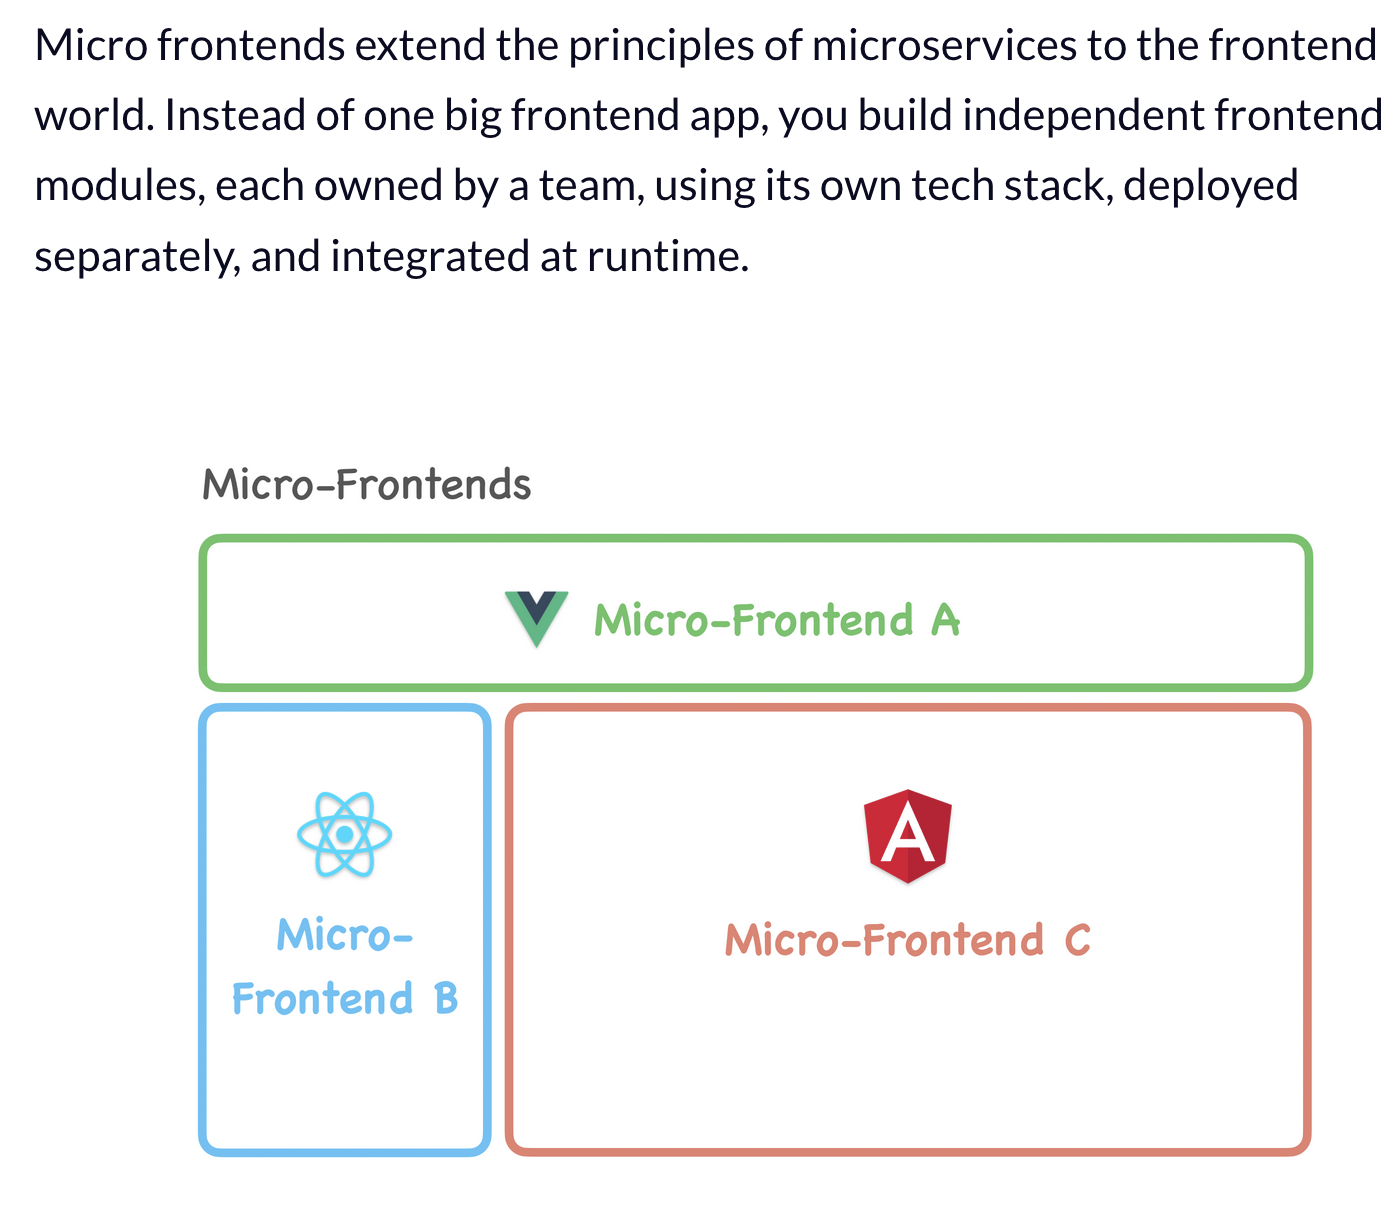 Micro frontends extend the principles of microservices to the frontend
world. Instead of one big frontend app, you build independent frontend
modules, each owned by a team, using its own tech stack, deployed
separately, and integrated at runtime.
Micro-Frontends
Micro-Frontend A
Micro-
Frontend B
A
Micro-Frontend C